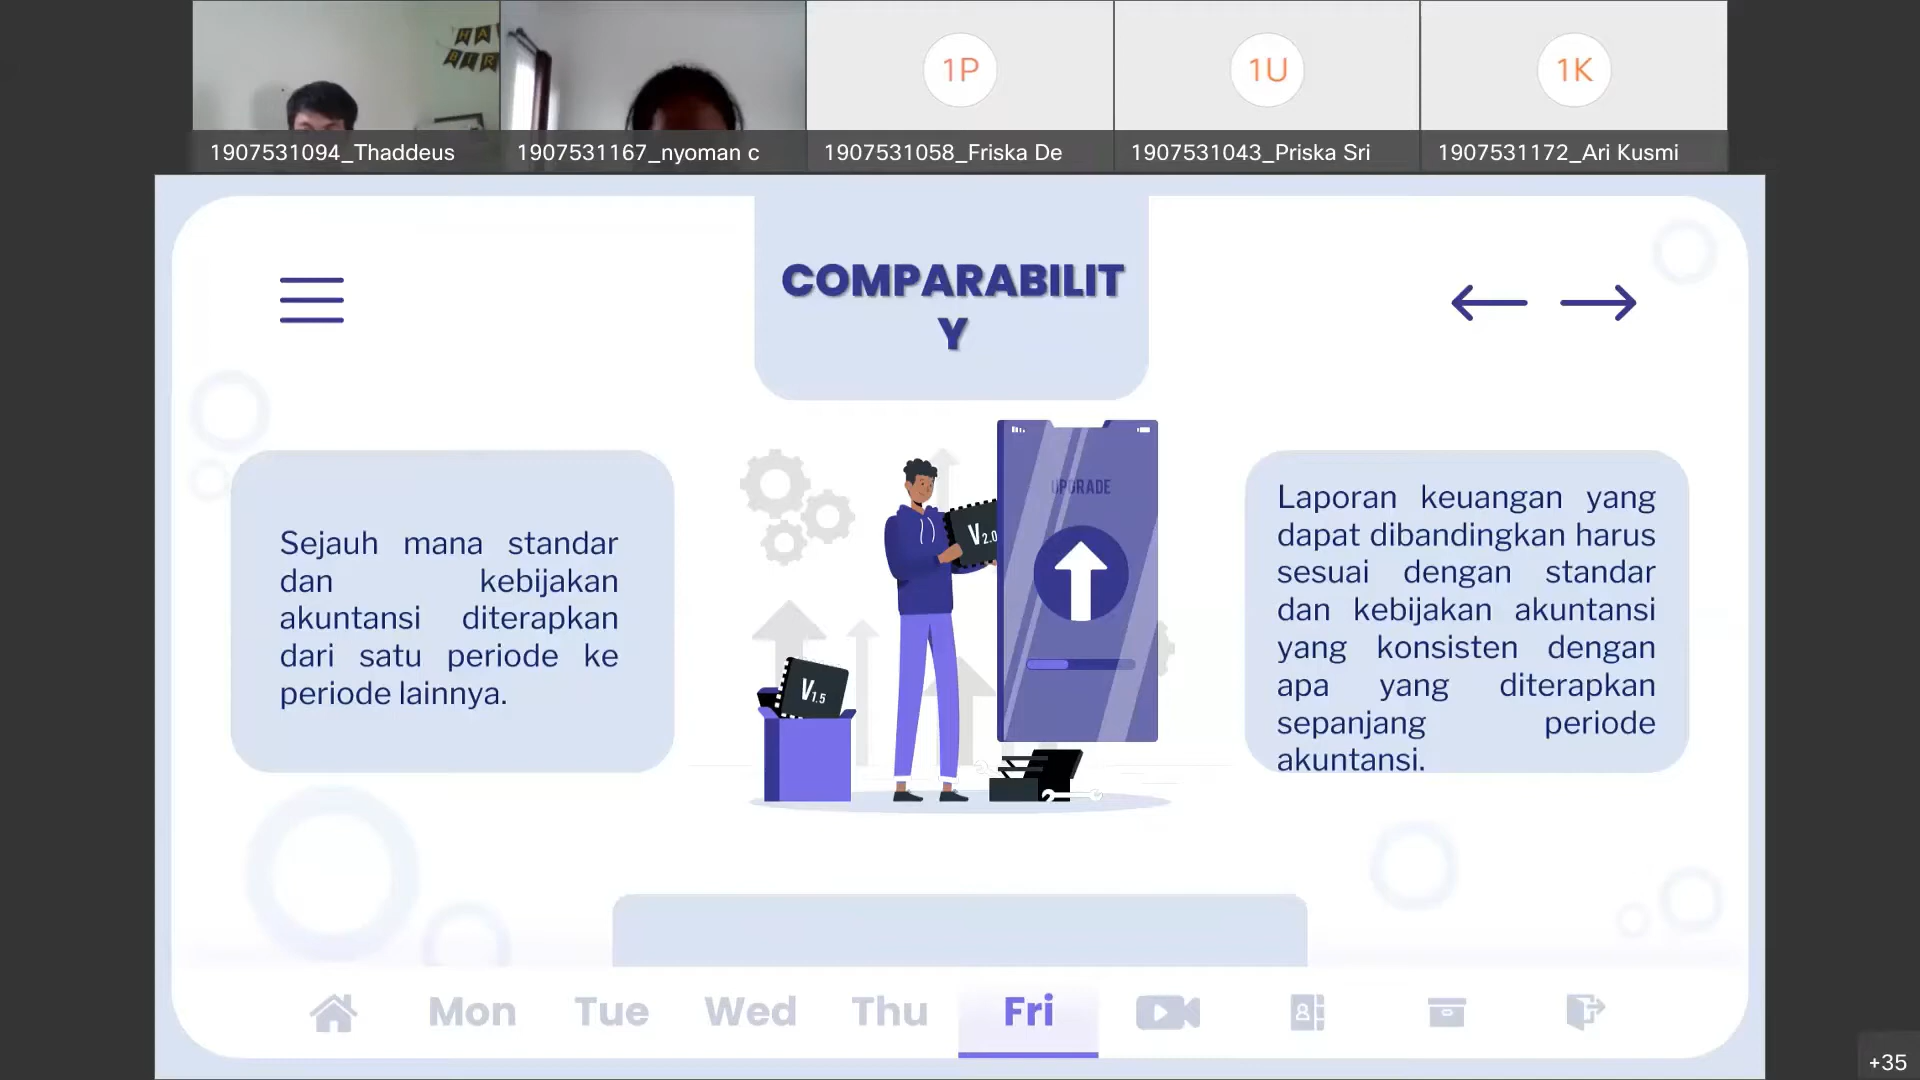 HA
BIR
1P
1U
1K
1907531094_Thaddeus
1907531167_nyoman c
1907531058_Friska De
1907531043_Priska Sri
1907531172_Ari Kusmi
COMPARABILIT
Y
Sejauh mana standar
dan kebijakan
akuntansi diterapkan
dari satu periode ke
periode lainnya.
UPGRADE
V2.0
V1.5
Laporan keuangan yang
dapat dibandingkan harus
sesuai dengan standar
dan kebijakan akuntansi
yang konsisten dengan
apa yang diterapkan
sepanjang periode
akuntansi.
Mon Tue Wed Thu Fri
+35